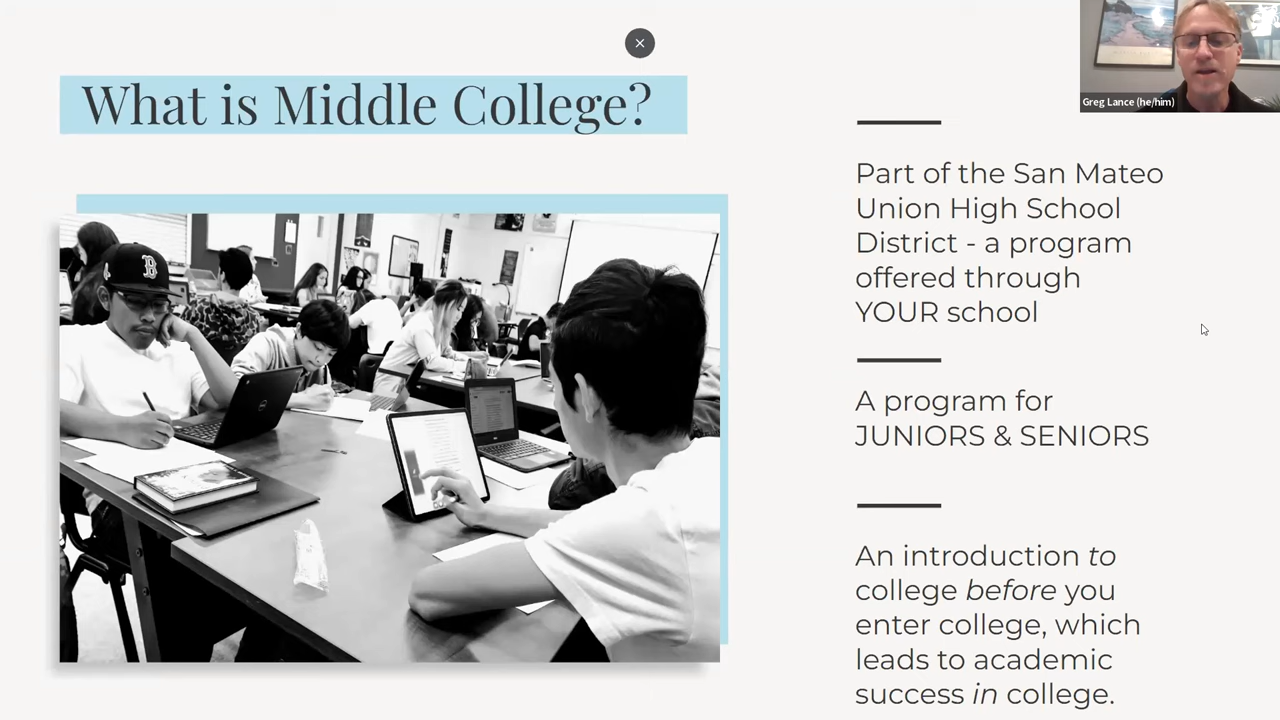 What is Middle College?
Greg Lance (he/him)
Part of the San Mateo
Union High School
District - a program
offered through
YOUR school
A program for
JUNIORS & SENIORS
An introduction to
college before you
enter college, which
leads to academic
success in college.
B